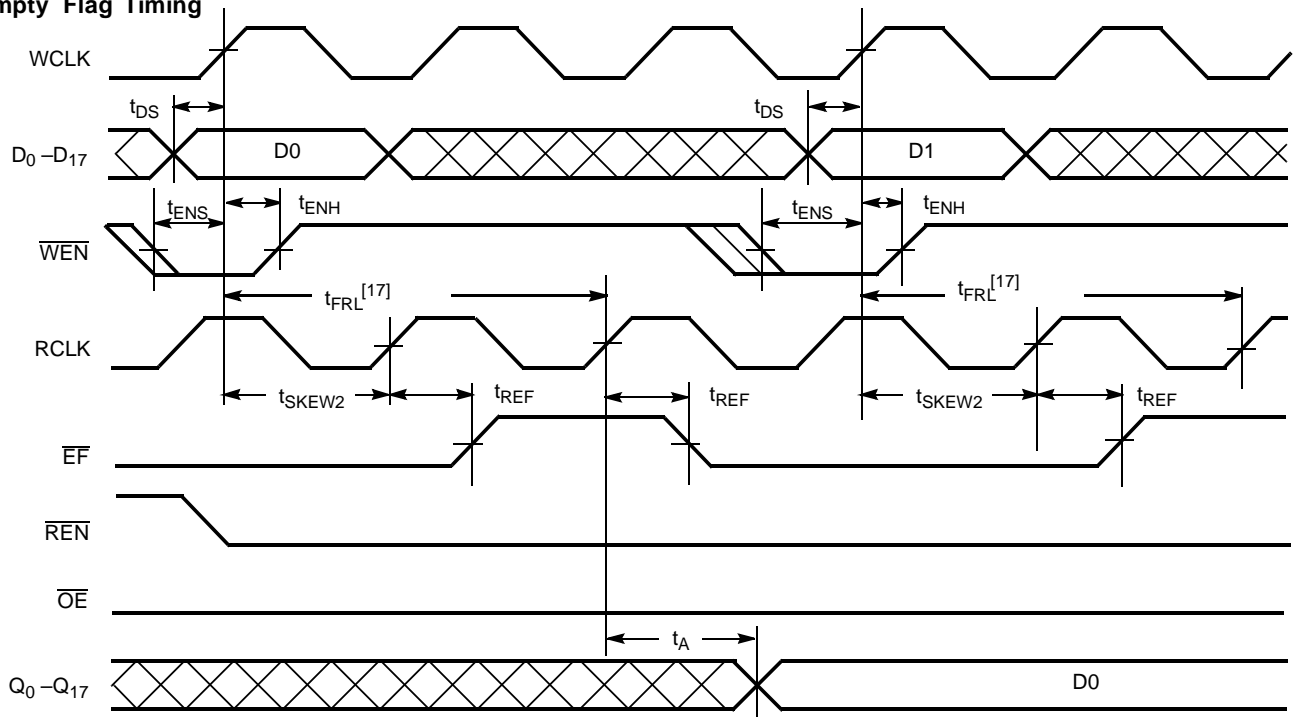 mpty Flag Timing
WCLK
tDS
tDS
D0 –D17
D0
D1
tENS
tENH
tENS
tENH
WEN
tFRL[17]
tFRL[17]
RCLK
tSKEW2
tREF
tREF
tSKEW2
tREF
EF
REN
OE
tA
Q0 –Q17
D0